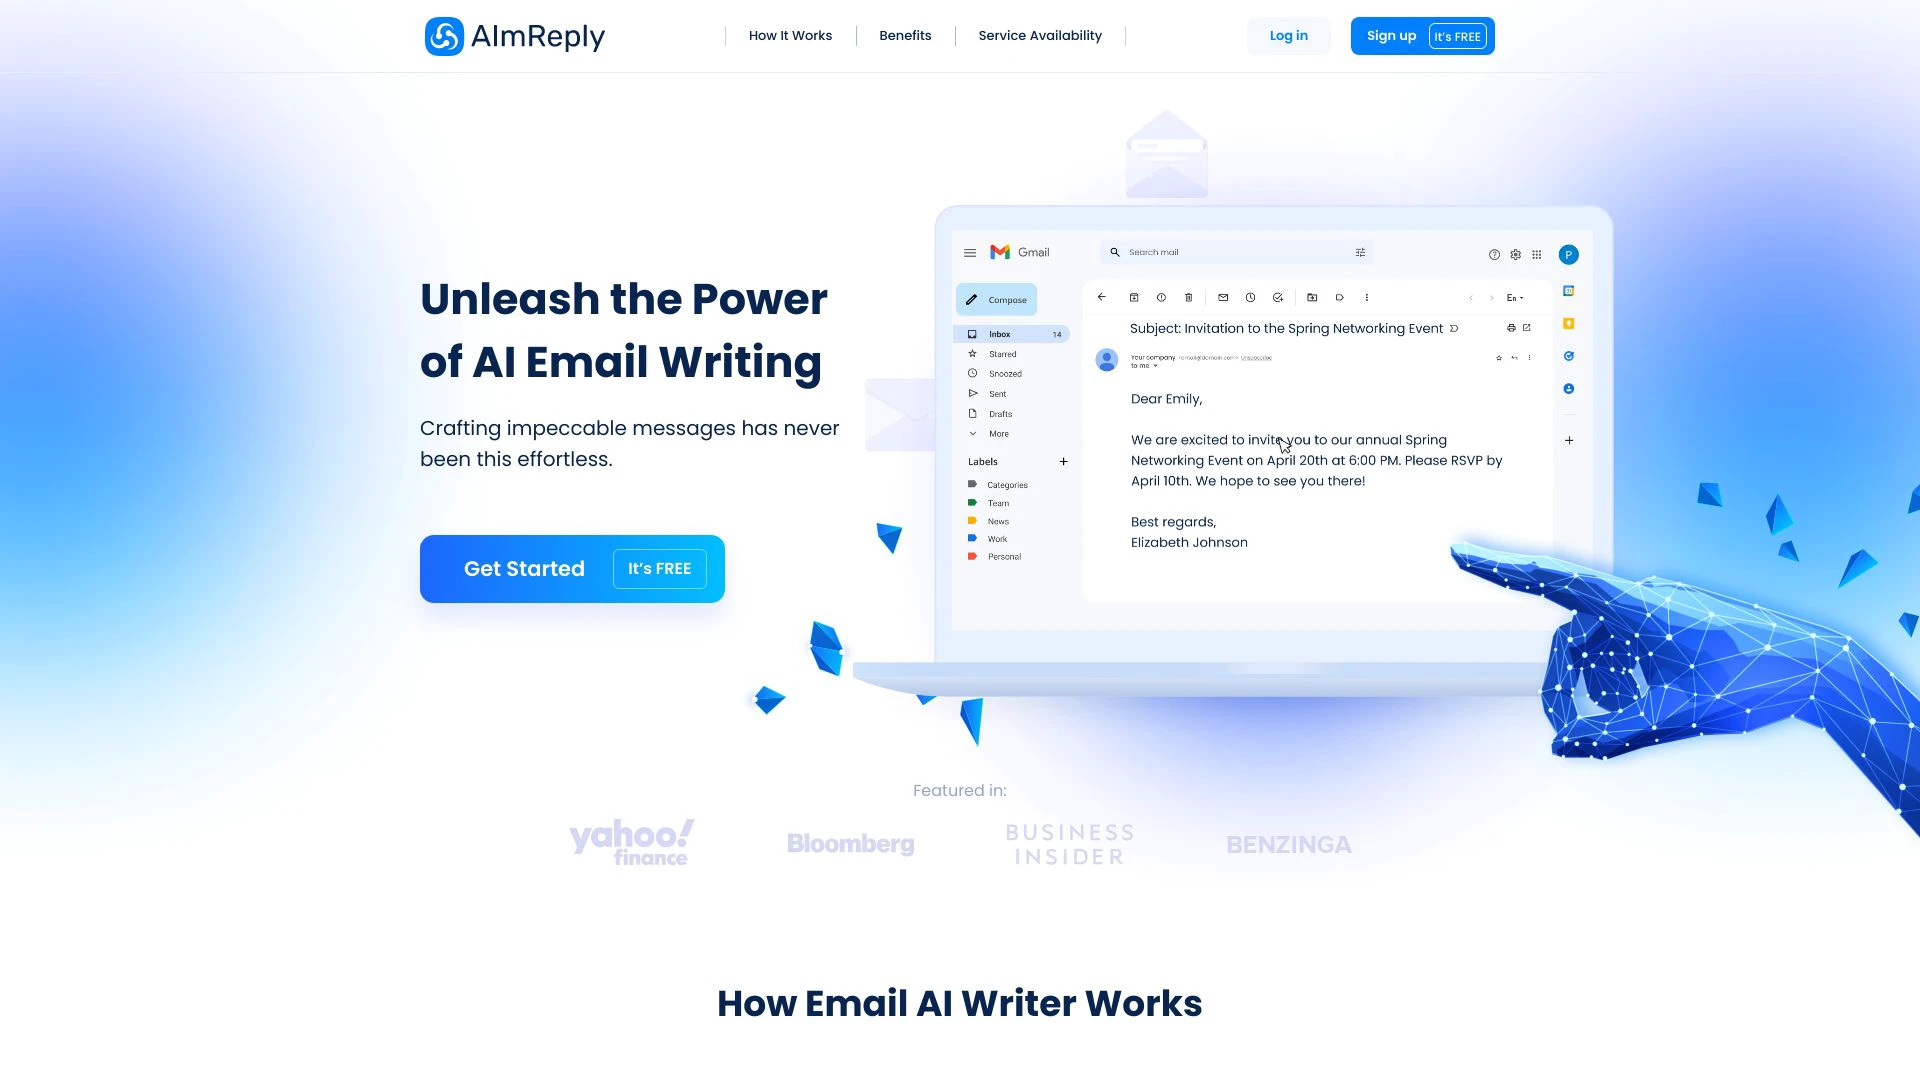 AImReply
How It Works
Benefits
Service Availability
Log in
Sign up
It's FREE
Unleash the Power
of AI Email Writing
Crafting impeccable messages has never
been this effortless.
Get Started
It's FREE
Gmail
Search mail
P
Compose
Inbox 14
Starred
Snoozed
Sent
Drafts
More
Labels
Categories
Team
News
Work
Personal
En
Subject: Invitation to the Spring Networking Event
Your company <email@domain.com> Unsubscribe
to me
Dear Emily,
We are excited to invite you to our annual Spring
Networking Event on April 20th at 6:00 PM. Please RSVP by
April 10th. We hope to see you there!
Best regards,
Elizabeth Johnson
Featured in:
yahoo!
finance
Bloomberg
BUSINESS
INSIDER
BENZINGA
How Email AI Writer Works